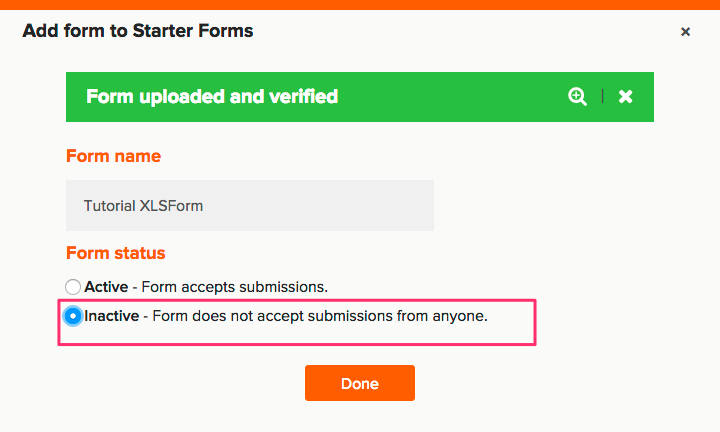 Add form to Starter Forms
Form uploaded and verified
Form name
Tutorial XLSForm
Form status
Active - Form accepts submissions.
Inactive - Form does not accept submissions from anyone.
Done